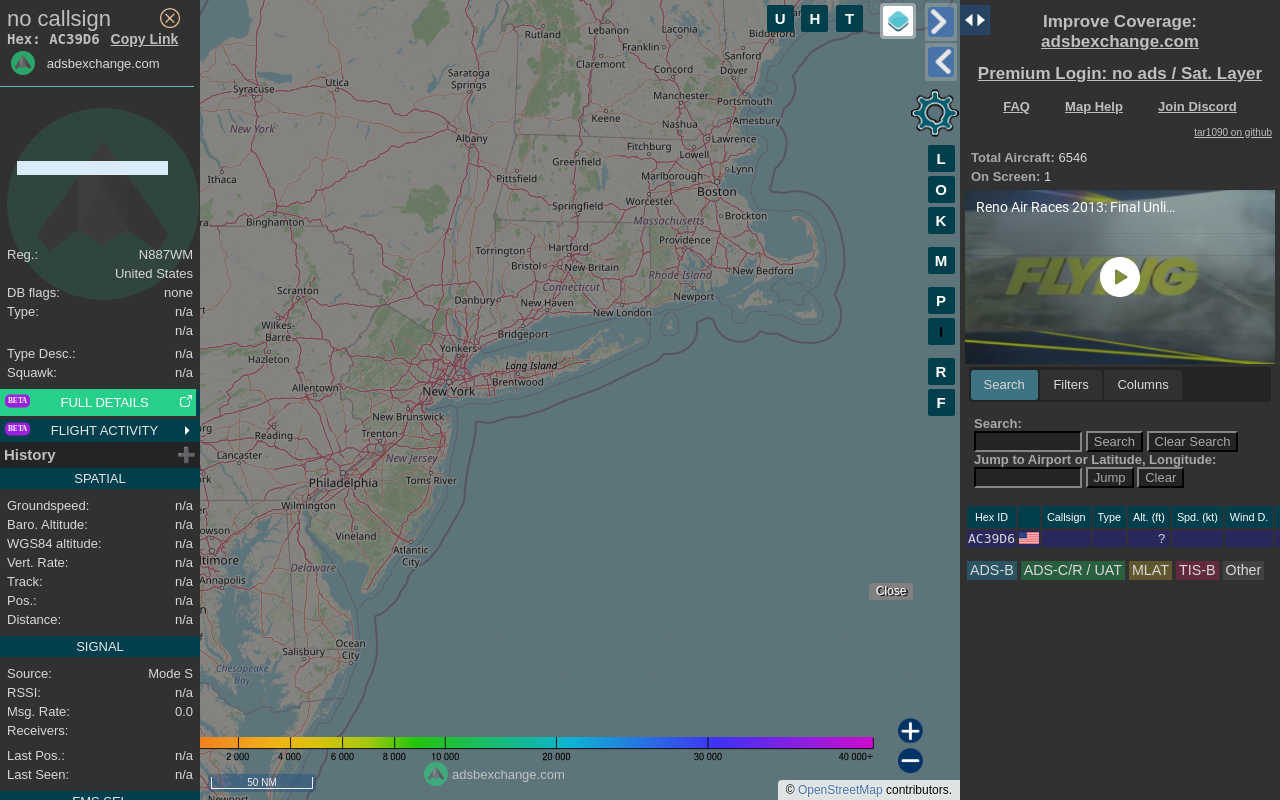 no callsign
Hex: AC39D6 Copy Link
adsbexchange.com
Reg.: N887WM
United States
DB flags: none
Type: n/a
n/a
Type Desc.: n/a
Squawk: n/a
BETA FULL DETAILS
BETA FLIGHT ACTIVITY
History
SPATIAL
Groundspeed: n/a
Baro. Altitude: n/a
WGS84 altitude: n/a
Vert. Rate: n/a
Track: n/a
Pos.: n/a
Distance: n/a
SIGNAL
Source: Mode S
RSSI: n/a
Msg. Rate: 0.0
Receivers:
Last Pos.: n/a
Last Seen: n/a
FMS SEL
U H T
Rutland
Lebanon
Laconia
Biddeford
Franklin
Claremont
Concord
Sanford
Dover
Saratoga
Springs
Utica
Syracuse
Manchester
Portsmouth
Keene
Nashua
Amesbury
New York
Albany
Fitchburg
Lawrence
Lowell
Greenfield
Lynn
Ithaca
Pittsfield
Marlborough
Boston
Worcester
Springfield
Massachusetts
Brockton
Binghamton
Providence
Torrington
Hartford
Bristol
New Britain
Rhode Island
New Bedford
Connecticut
Scranton
Danbury
New Haven
Newport
New London
Wilkes-
Barre
Bridgeport
Yonkers
Hazleton
Long Island
Brentwood
Allentown
New York
New Brunswick
Reading
Trenton
Lancaster
New Jersey
Philadelphia
Toms River
Wilmington
Vineland
Atlantic
City
Delaware
Annapolis
Ocean
City
Salisbury
Chesapeake
Bay
Newport
L
O
K
M
P
I
R
F
Close
2 000 4 000 6 000 8 000 10 000 20 000 30 000 40 000+
adsbexchange.com
50 NM
© OpenStreetMap contributors.
Improve Coverage:
adsbexchange.com
Premium Login: no ads / Sat. Layer
FAQ Map Help Join Discord
tar1090 on github
Total Aircraft: 6546
On Screen: 1
Reno Air Races 2013: Final Unli...
FLYING
Search Filters Columns
Search:
Search Clear Search
Jump to Airport or Latitude, Longitude:
Jump Clear
Hex ID Callsign Type Alt. (ft) Spd. (kt) Wind D.
AC39D6 ?
ADS-B ADS-C/R / UAT MLAT TIS-B Other